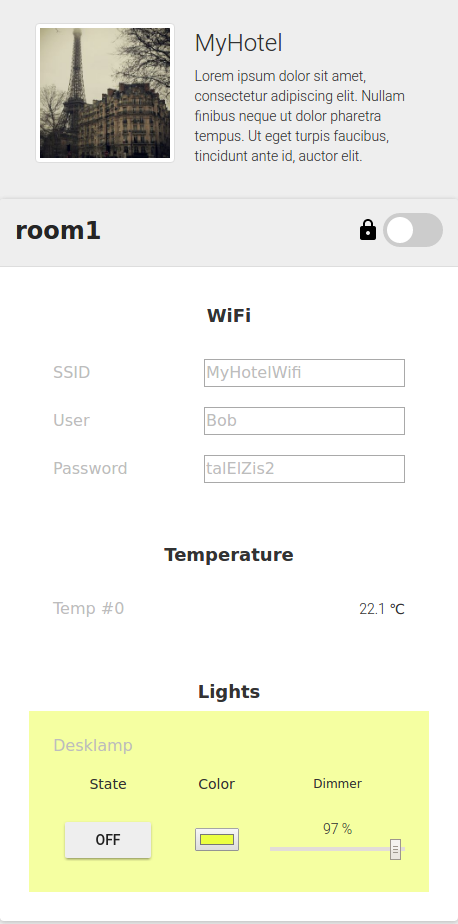 MyHotel
Lorem ipsum dolor sit amet,
consectetur adipiscing elit. Nullam
finibus neque ut dolor pharetra
tempus. Ut eget turpis faucibus,
tincidunt ante id, auctor elit.
room1
WiFi
SSID MyHotelWifi
User Bob
Password talElZis2
Temperature
Temp #0 22.1 °C
Lights
Desklamp
State Color Dimmer
97 %
OFF